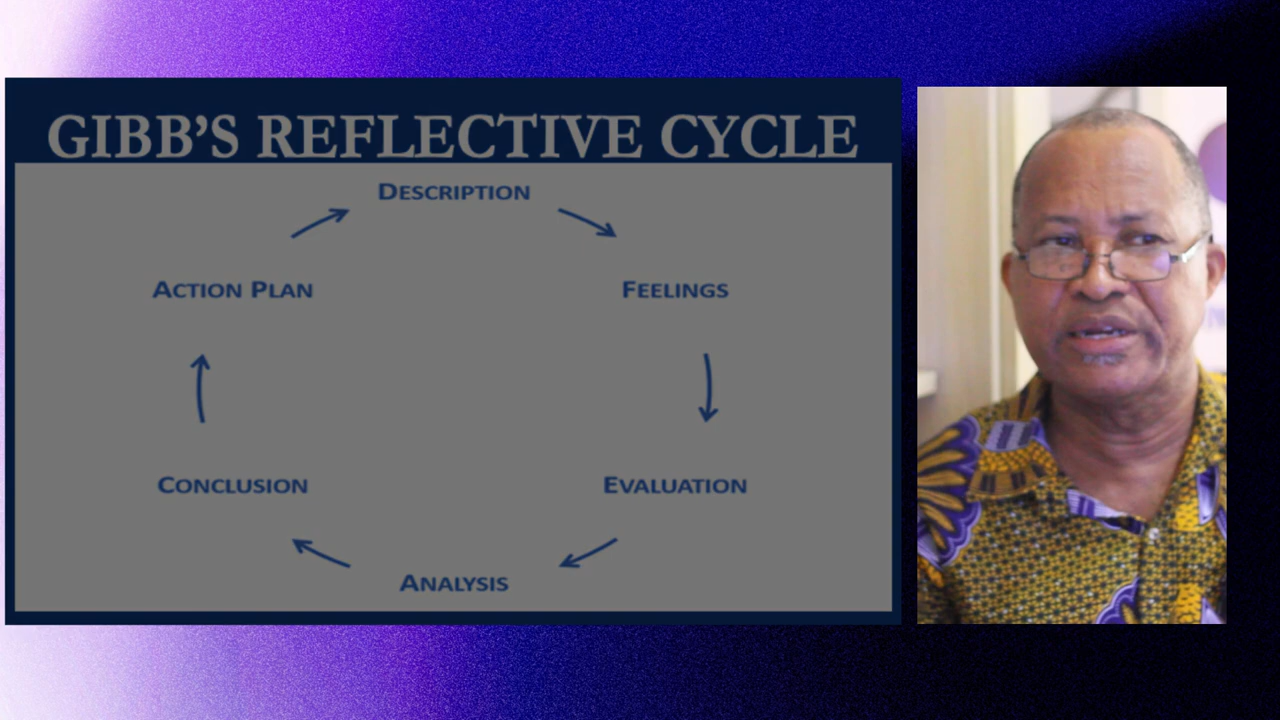 GIBB'S REFLECTIVE CYCLE
DESCRIPTION
ACTION PLAN
FEELINGS
CONCLUSION
EVALUATION
ANALYSIS